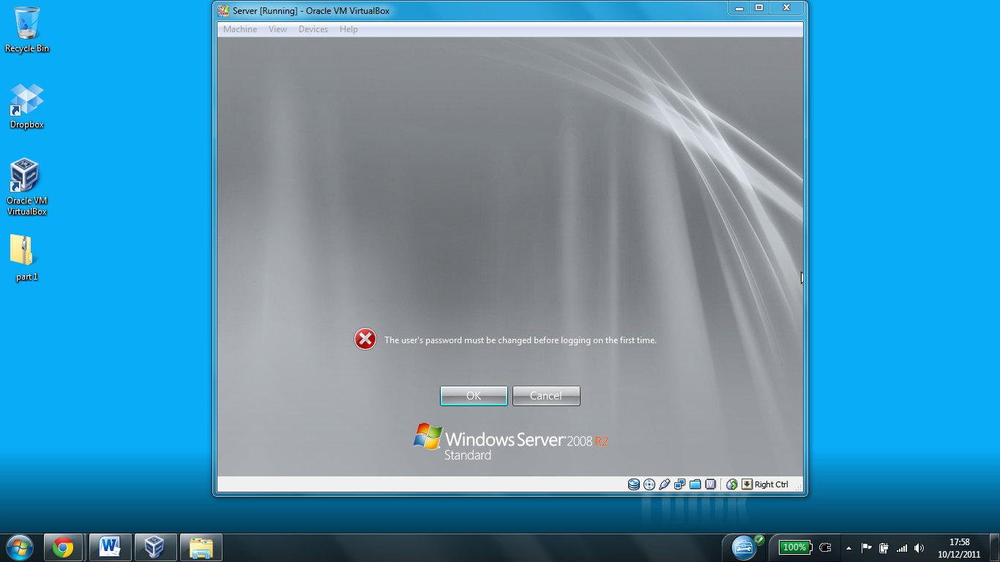 Server [Running] - Oracle VM VirtualBox
Machine View Devices Help
Recycle Bin
Dropbox
Oracle VM
VirtualBox
part 1
The user's password must be changed before logging on the first time.
OK Cancel
Windows Server 2008 R2
Standard
Right Ctrl
100%
17:58
10/12/2011